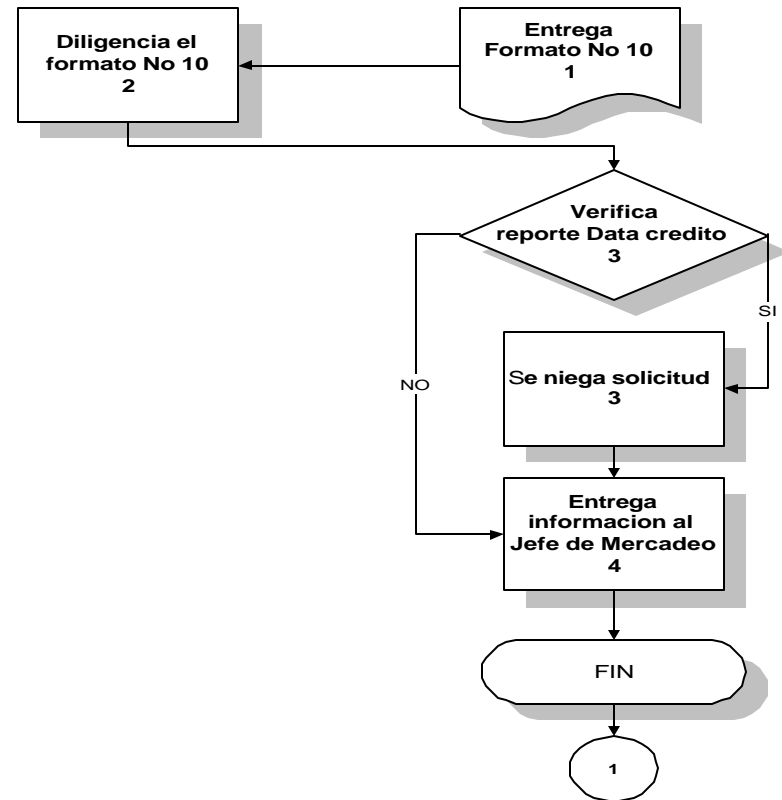 Diligencia el
formato No 10
2
Entrega
Formato No 10
1
Verifica
reporte Data credito
3
SI
NO
Se niega solicitud
3
Entrega
informacion al
Jefe de Mercadeo
4
FIN
1